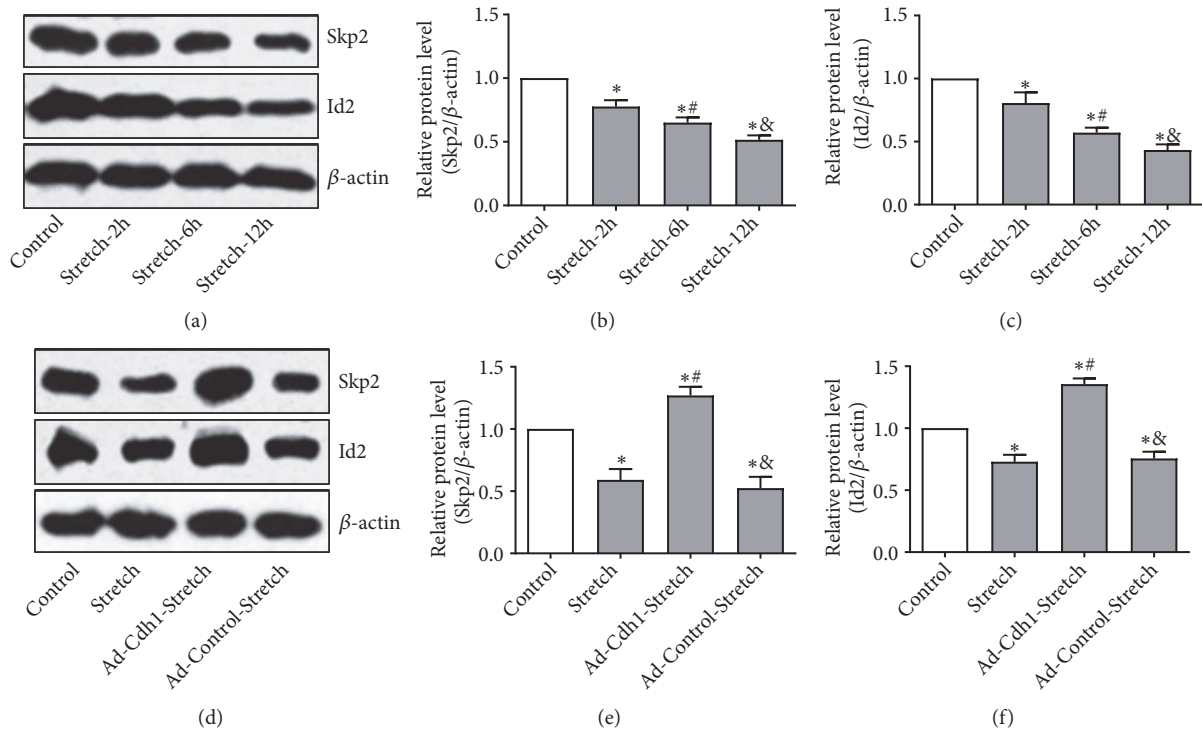 Skp2
Id2
β-actin
Control
Stretch-2h
Stretch-6h
Stretch-12h
(a)
Relative protein level
(Skp2/β-actin)
1.5
1.0
0.5
0.0
*
*#
*&
Control
Stretch-2h
Stretch-6h
Stretch-12h
(b)
Relative protein level
(Id2/β-actin)
1.5
1.0
0.5
0.0
*
*#
*&
Control
Stretch-2h
Stretch-6h
Stretch-12h
(c)
Skp2
Id2
β-actin
Control
Stretch
Ad-Cdh1-Stretch
Ad-Control-Stretch
(d)
Relative protein level
(Skp2/β-actin)
1.5
1.0
0.5
0.0
*
*#
*&
Control
Stretch
Ad-Cdh1-Stretch
Ad-Control-Stretch
(e)
Relative protein level
(Id2/β-actin)
1.5
1.0
0.5
0.0
*
*#
*&
Control
Stretch
Ad-Cdh1-Stretch
Ad-Control-Stretch
(f)